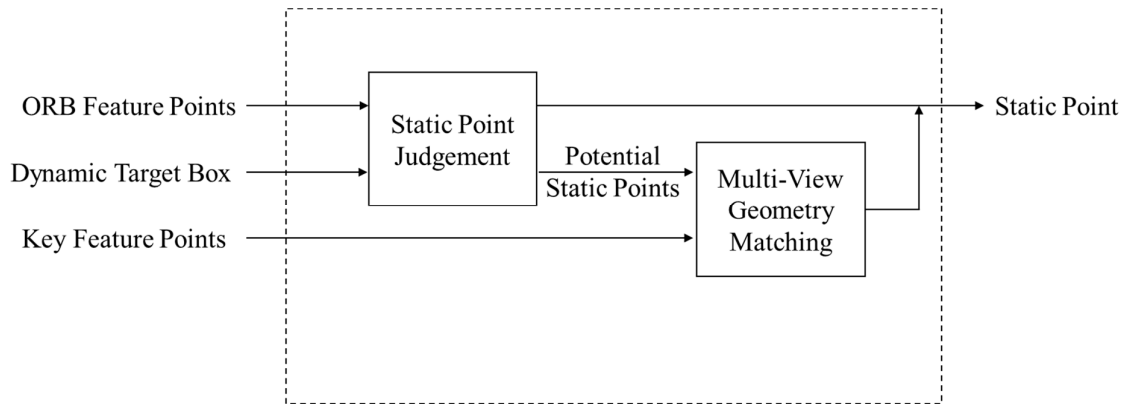 ORB Feature Points
Dynamic Target Box
Key Feature Points
Static Point
Judgement
Potential
Static Points
Multi-View
Geometry
Matching
Static Point